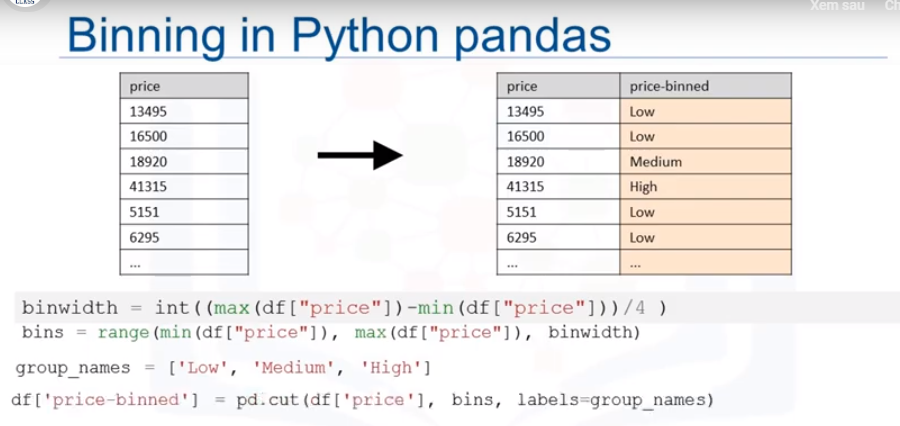 Xem sau
Binning in Python pandas
price
13495
16500
18920
41315
5151
6295
...
price price-binned
13495 Low
16500 Low
18920 Medium
41315 High
5151 Low
6295 Low
... ...
binwidth = int((max(df["price"])-min(df["price"]))/4 )
bins = range(min(df["price"]), max(df["price"]), binwidth)
group_names = ['Low', 'Medium', 'High']
df['price-binned'] = pd.cut(df['price'], bins, labels=group_names)